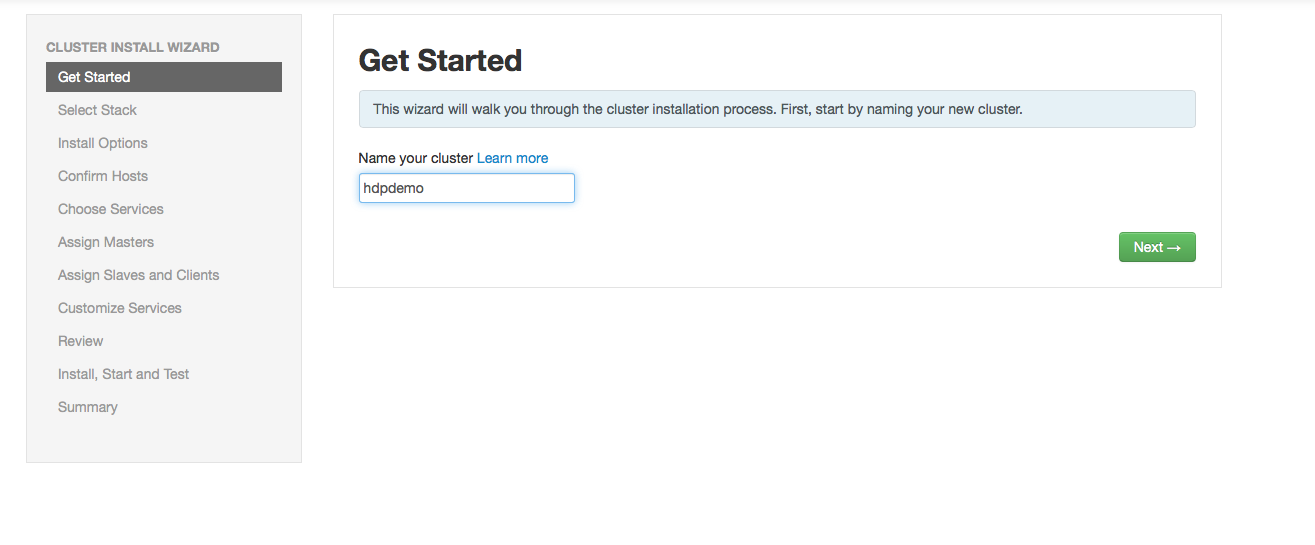 CLUSTER INSTALL WIZARD
Get Started
Select Stack
Install Options
Confirm Hosts
Choose Services
Assign Masters
Assign Slaves and Clients
Customize Services
Review
Install, Start and Test
Summary
Get Started
This wizard will walk you through the cluster installation process. First, start by naming your new cluster.
Name your cluster Learn more
hdpdemo
Next →